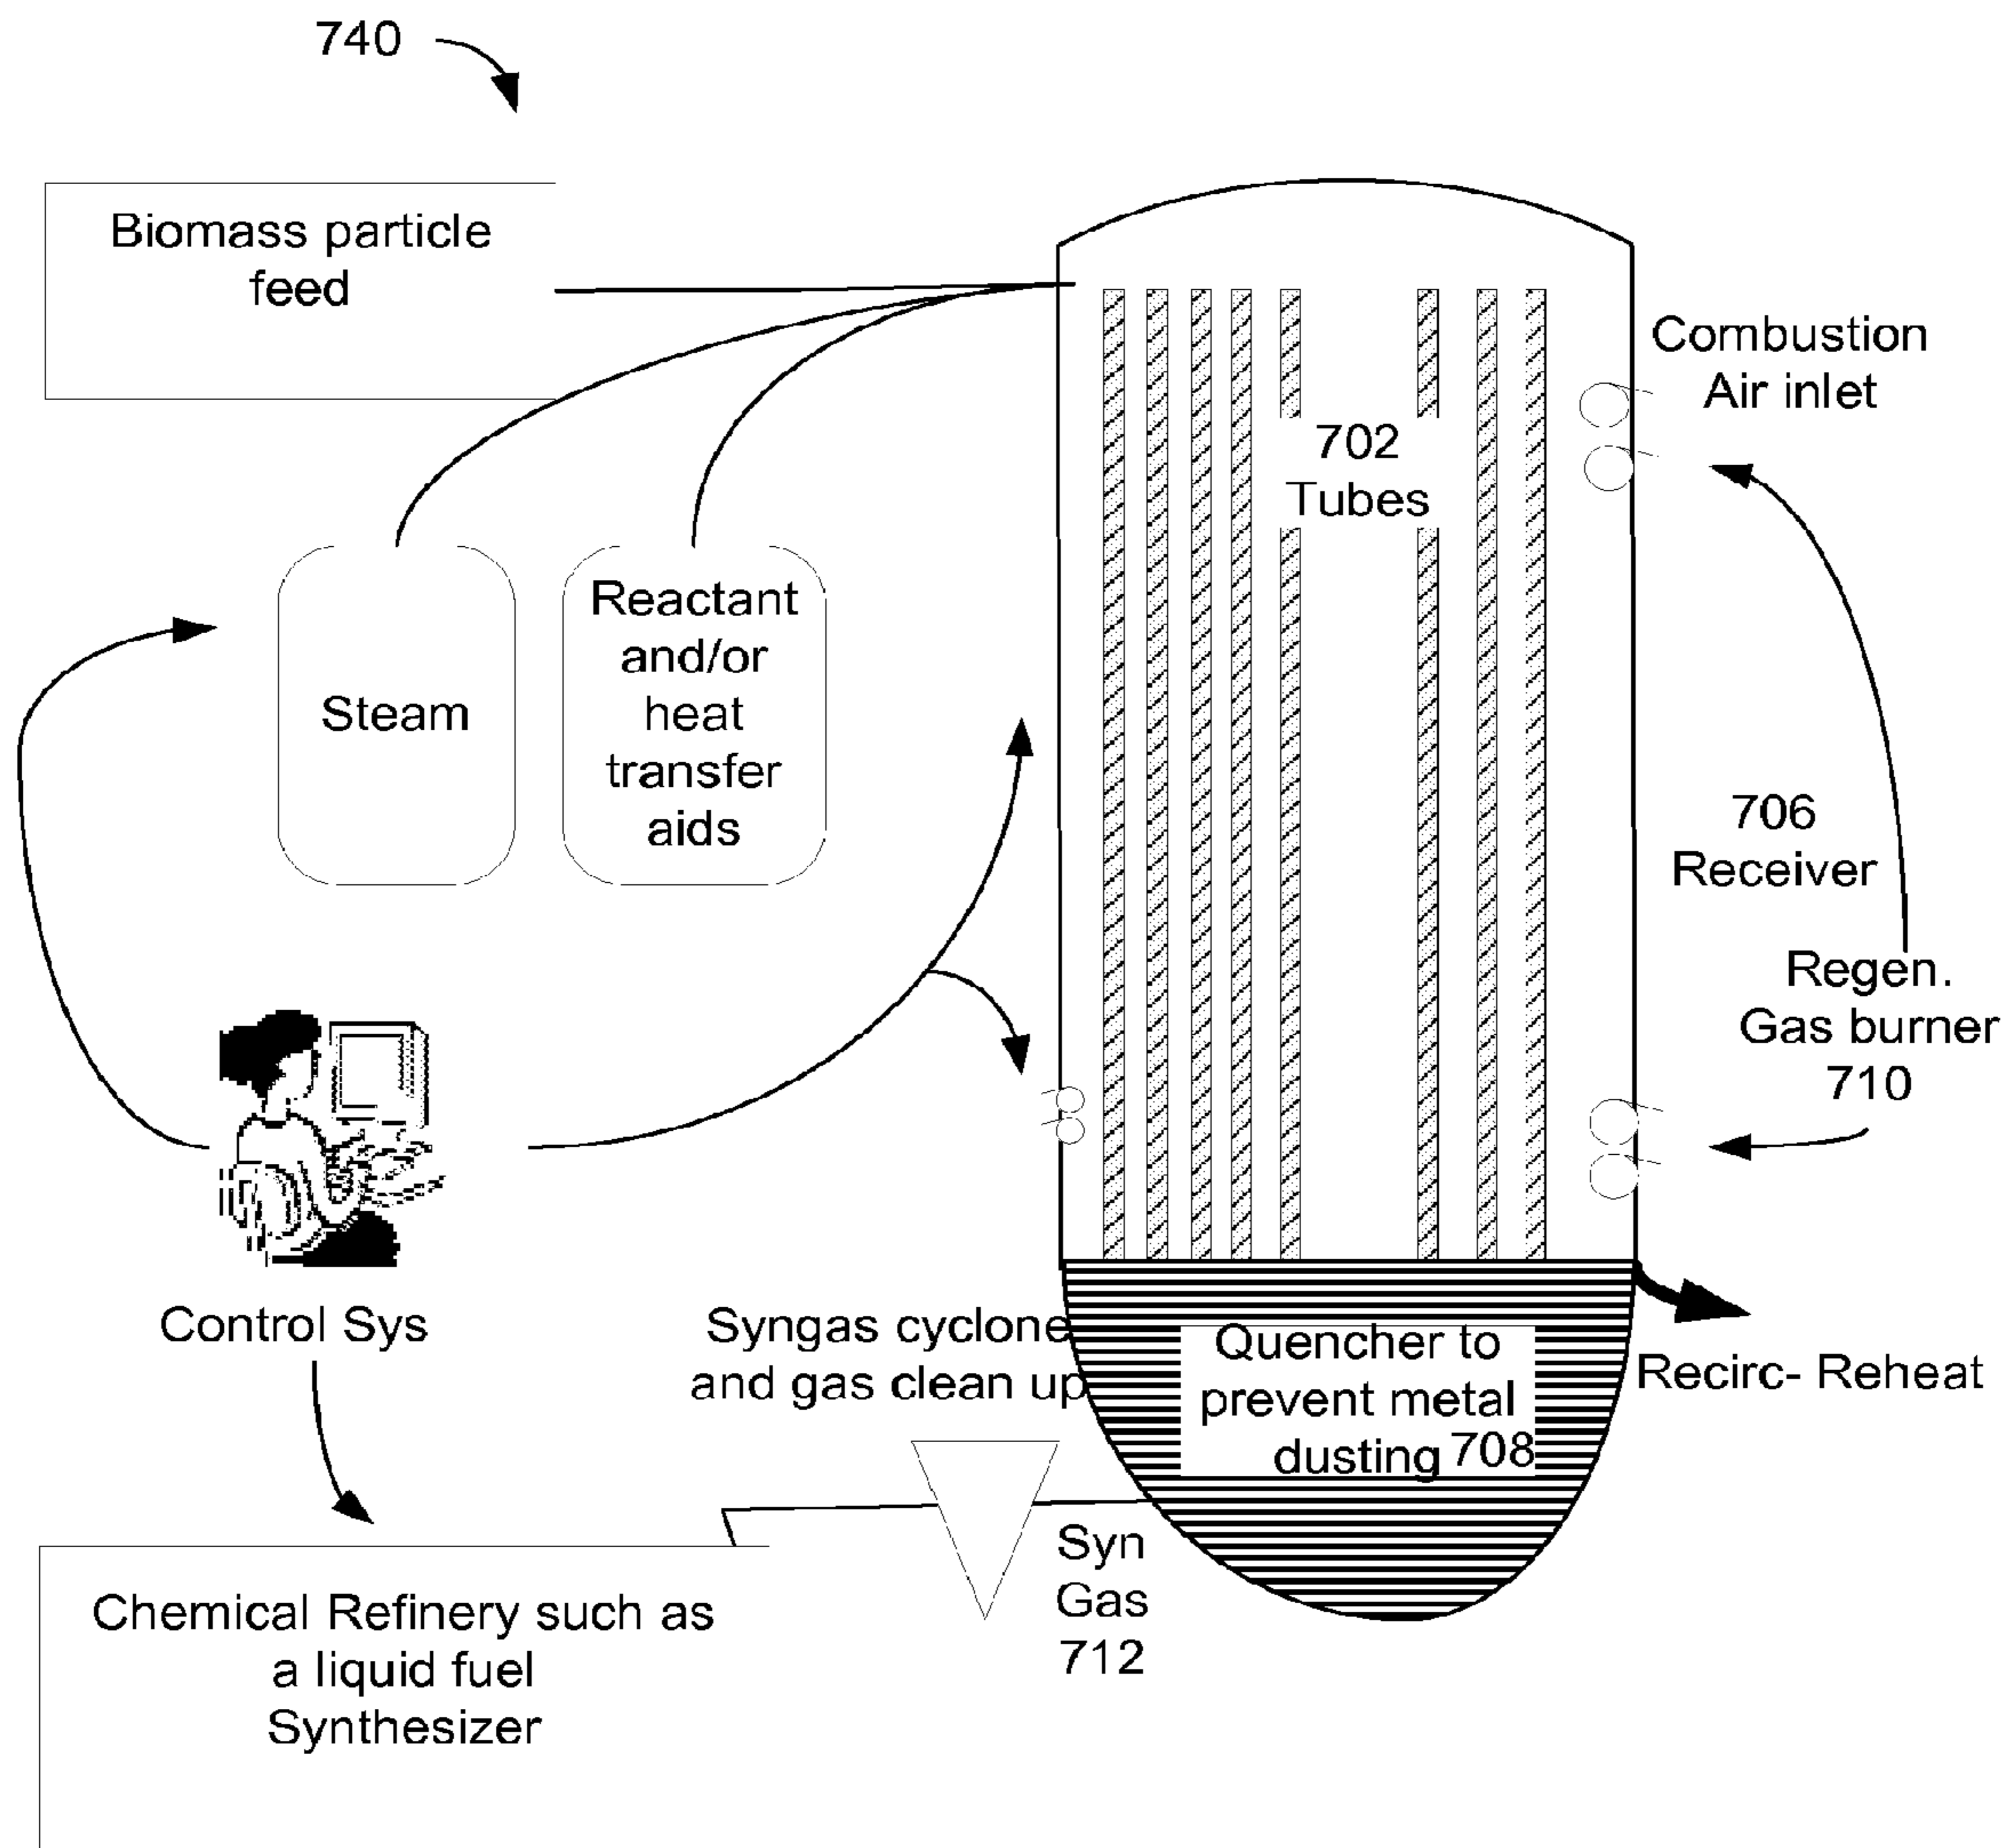 740
Biomass particle
feed
Combustion
Air inlet
702
Tubes
Steam
Reactant
and/or
heat
transfer
aids
706
Receiver
Regen.
Gas burner
710
Control Sys
Syngas cyclone
and gas clean up
Quencher to
prevent metal
dusting 708
Recirc- Reheat
Syn
Gas
712
Chemical Refinery such as
a liquid fuel
Synthesizer